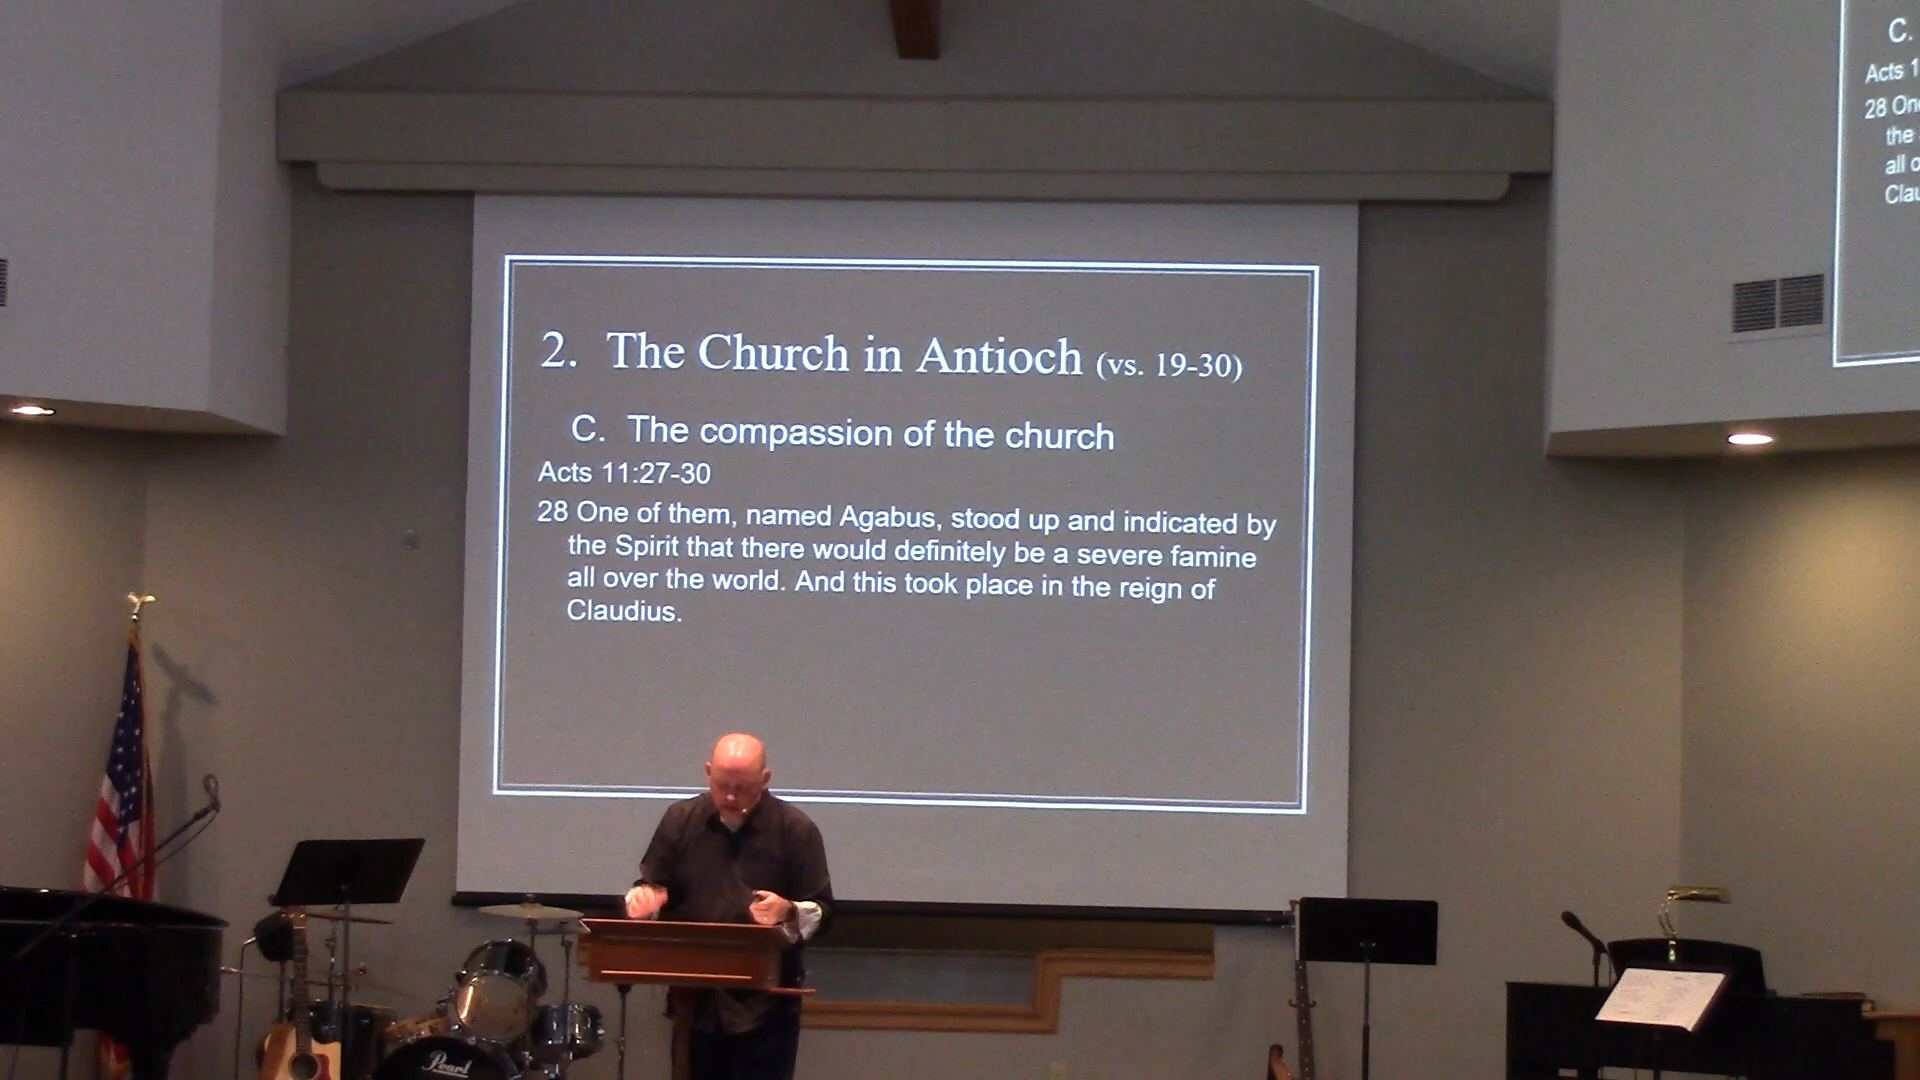 2. The Church in Antioch (vs. 19-30)
C. The compassion of the church
Acts 11:27-30
28 One of them, named Agabus, stood up and indicated by
the Spirit that there would definitely be a severe famine
all over the world. And this took place in the reign of
Claudius.
C.
Acts 1
28 One
the
all o
Clau
Pearl